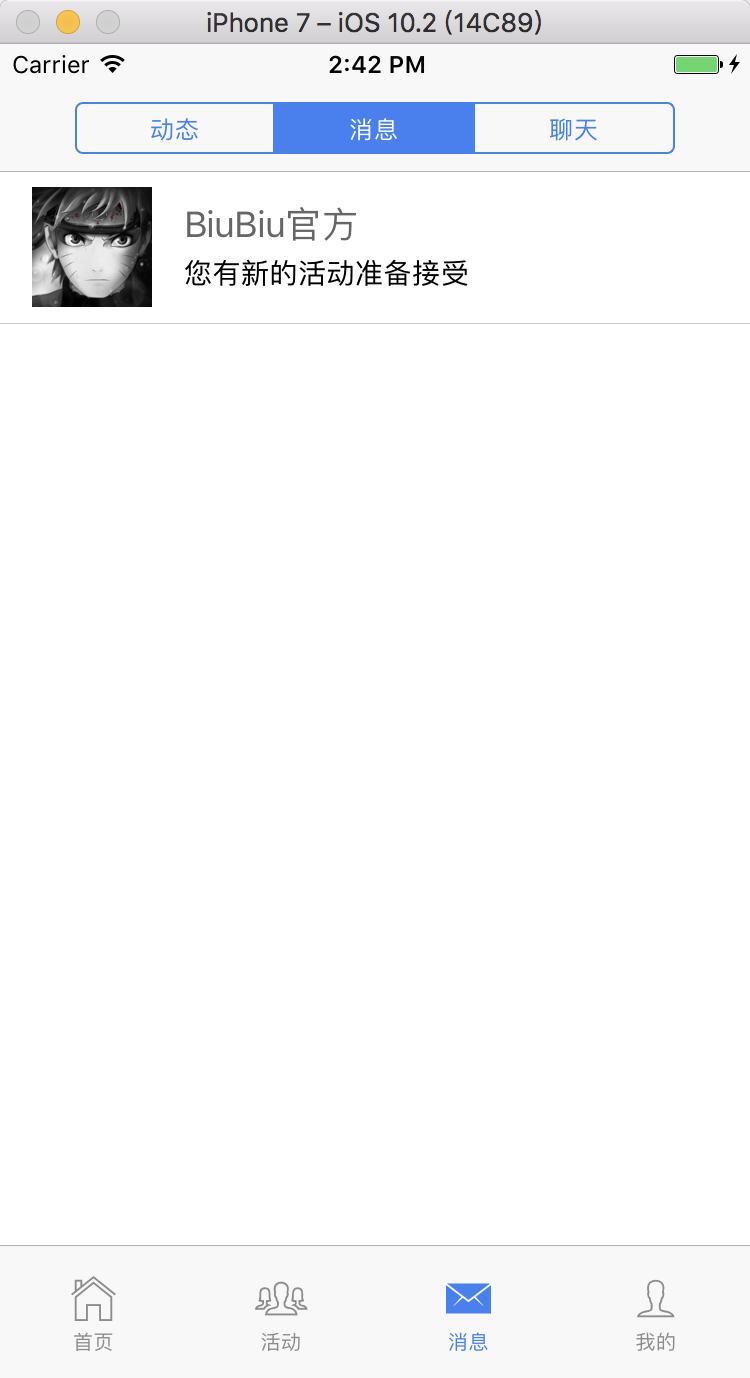 iPhone 7 – iOS 10.2 (14C89)
Carrier 2:42 PM
动态 消息 聊天
BiuBiu官方
您有新的活动准备接受
首页 活动 消息 我的